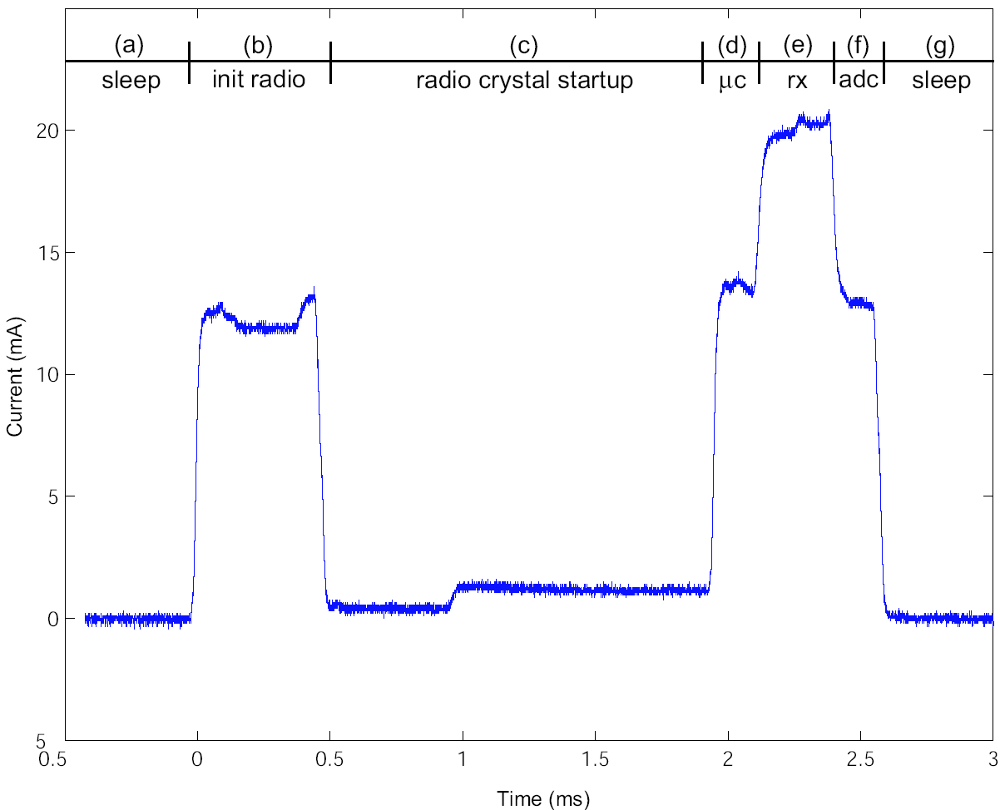 (a) (b) (c) (d) (e) (f) (g)
sleep init radio radio crystal startup µc rx adc sleep
20
15
10
5
0
5
0.5 0 0.5 1 1.5 2 2.5 3
Current (mA)
Time (ms)